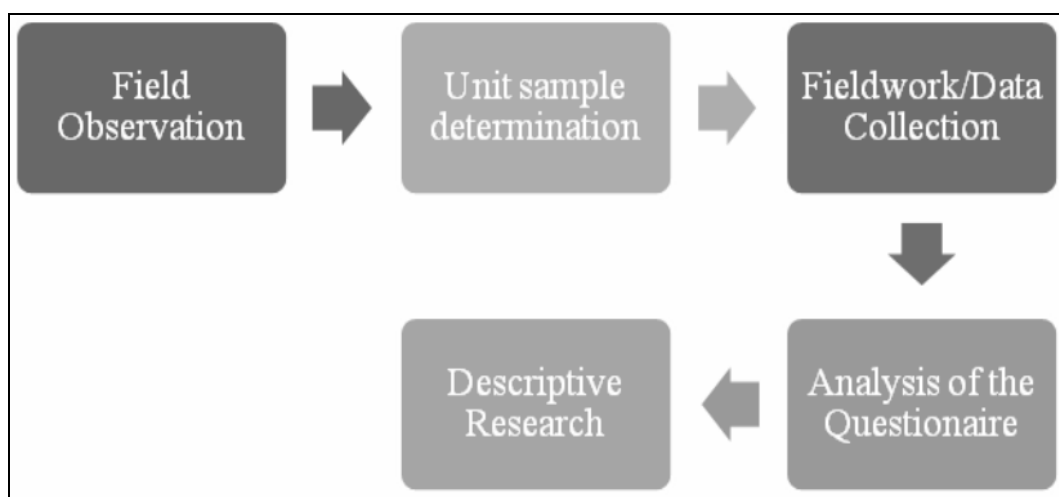 Field
Observation
Unit sample
determination
Fieldwork/Data
Collection
Analysis of the
Questionaire
Descriptive
Research